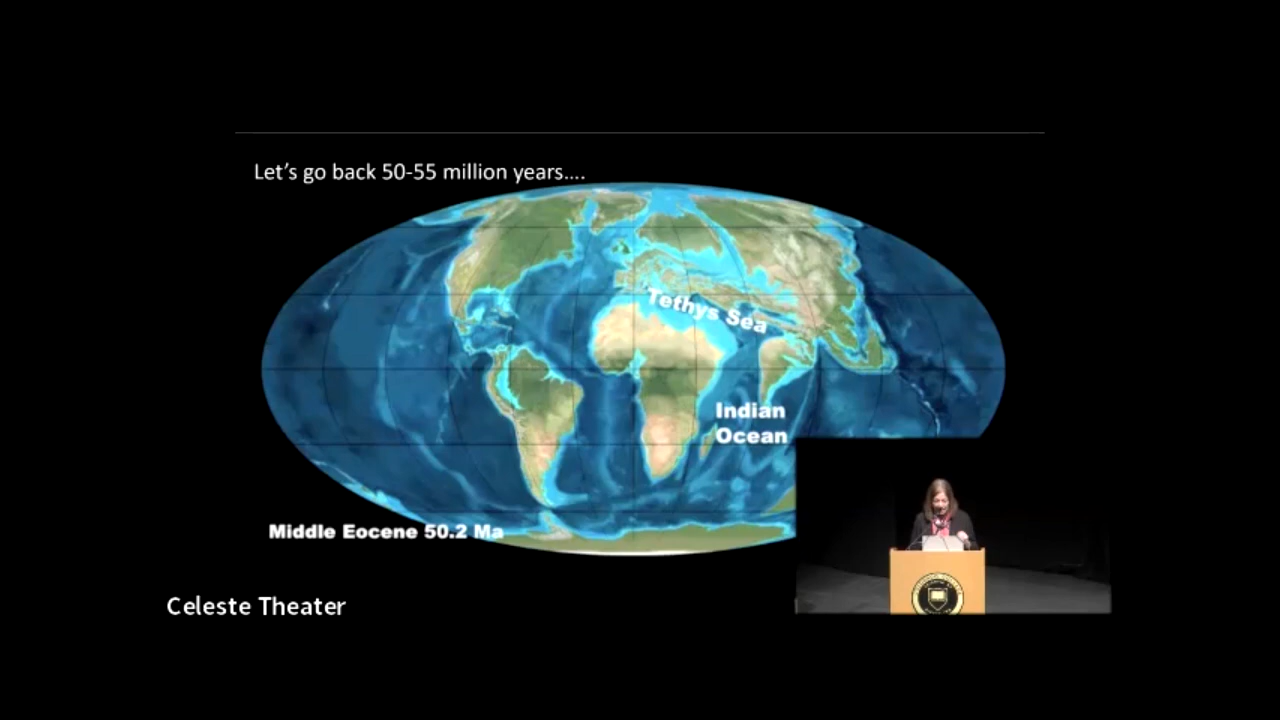 Let's go back 50-55 million years....
Tethys Sea
Indian
Ocean
Middle Eocene 50.2 Ma
Celeste Theater